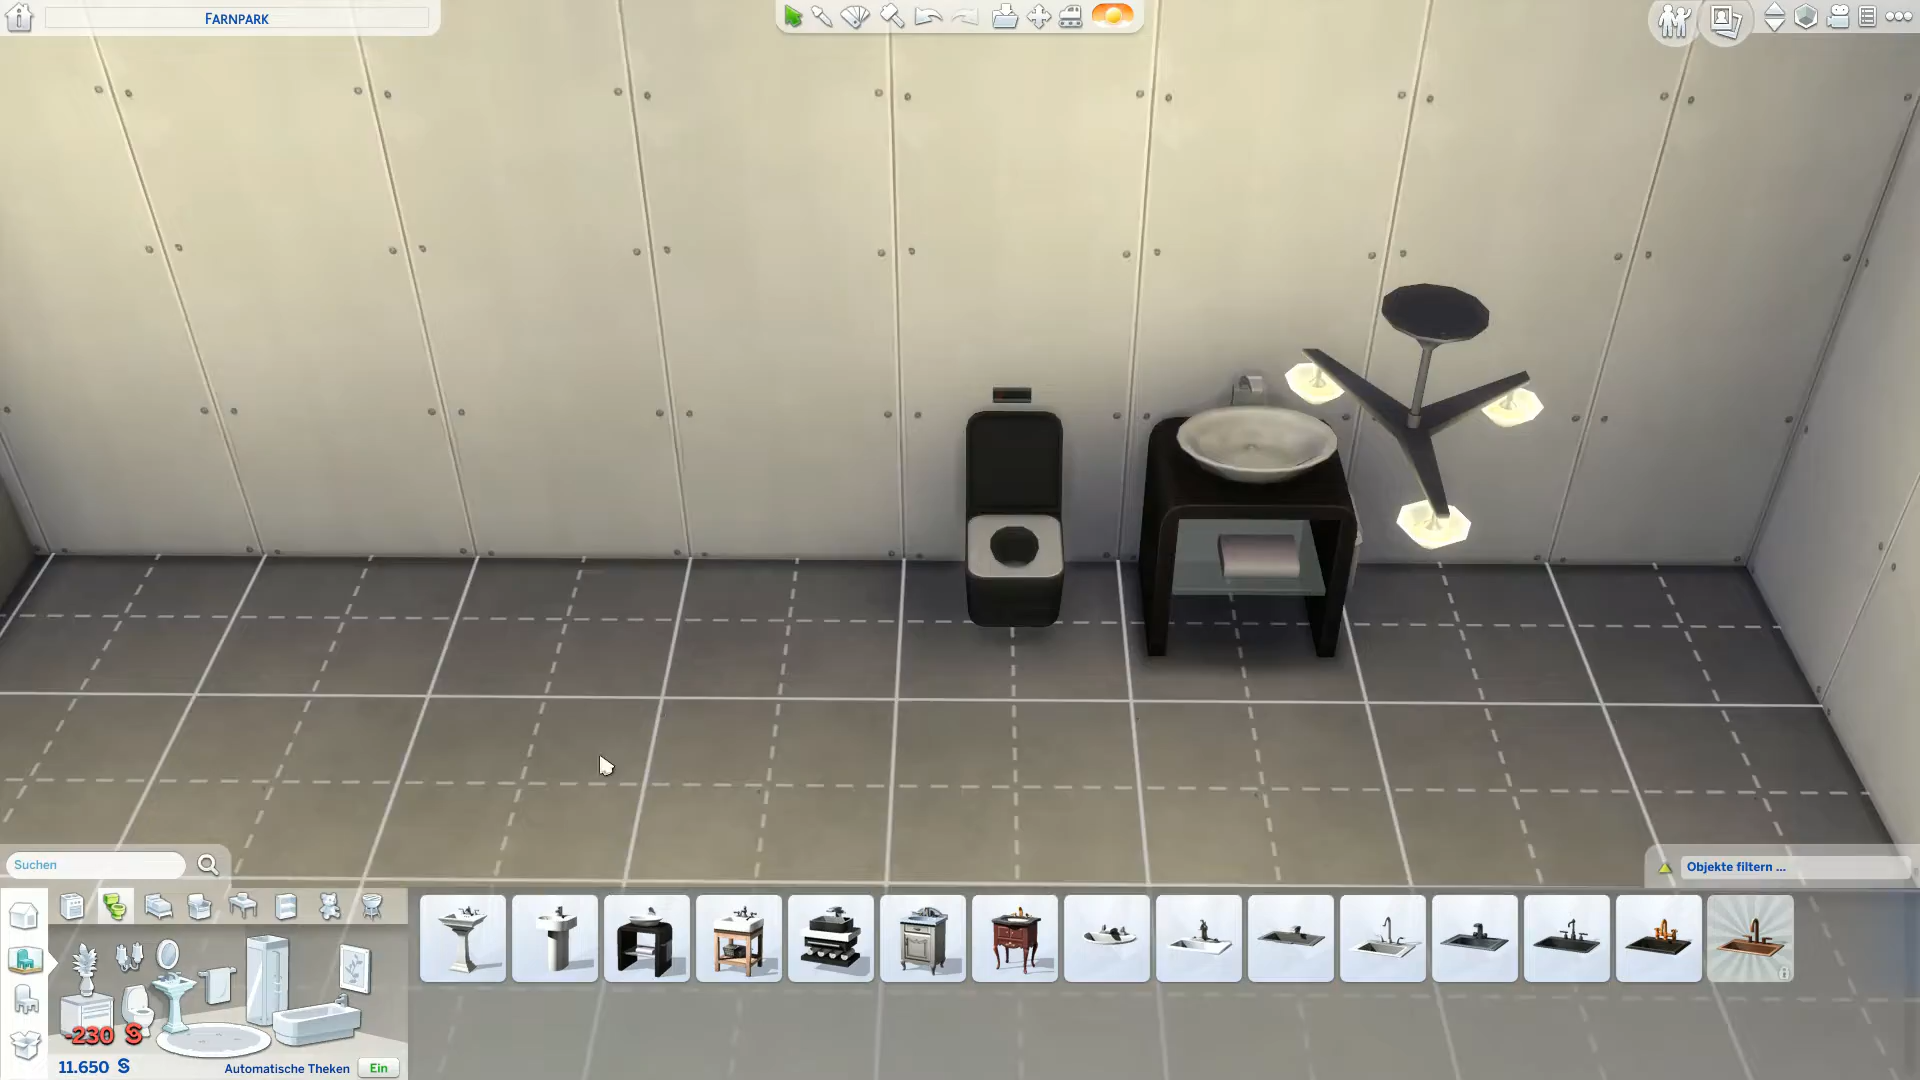 FARNPARK
Suchen
Objekte filtern ...
-230 S
11.650 S
Automatische Theken
Ein